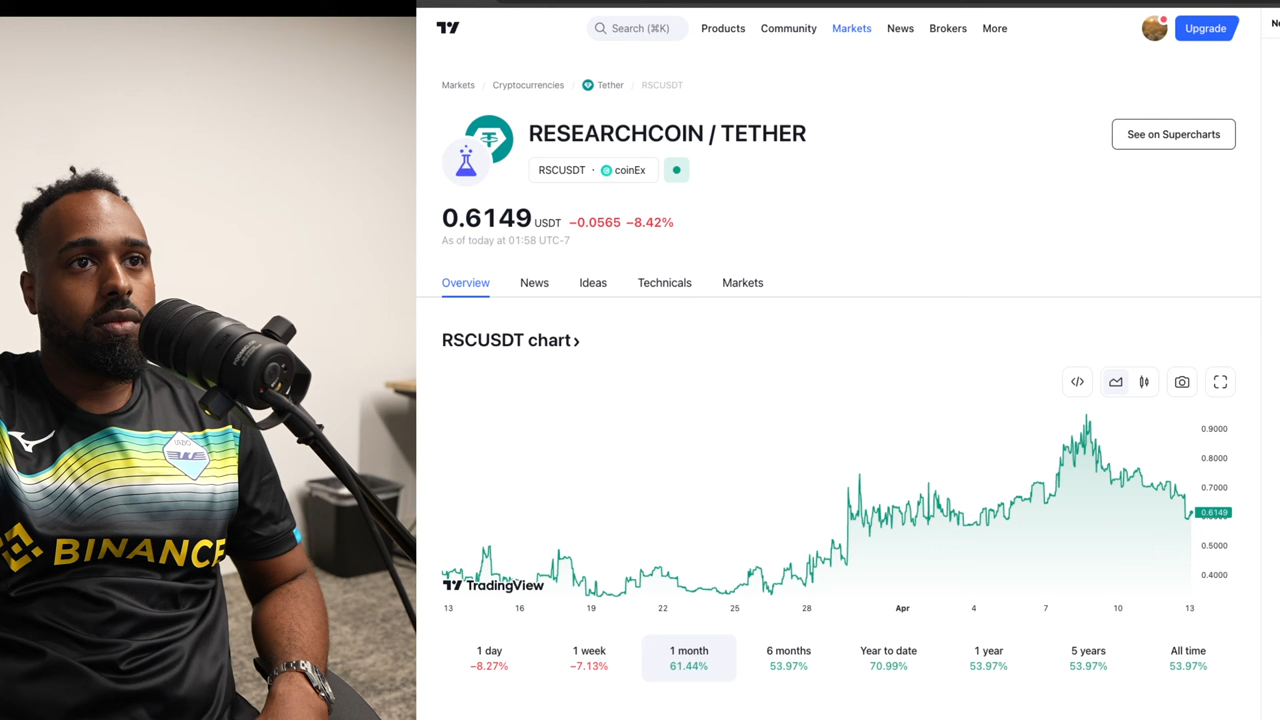 Search (⌘K)
Products
Community
Markets
News
Brokers
More
Upgrade
Markets / Cryptocurrencies / Tether / RSCUSDT
RESEARCHCOIN / TETHER
See on Supercharts
RSCUSDT · coinEx
0.6149 USDT −0.0565 −8.42%
As of today at 01:58 UTC-7
Overview
News
Ideas
Technicals
Markets
RSCUSDT chart ›
0.9000
0.8000
0.7000
0.6149
0.5000
0.4000
TradingView
13 16 19 22 25 28 Apr 4 7 10 13
1 day
−8.27%
1 week
−7.13%
1 month
61.44%
6 months
53.97%
Year to date
70.99%
1 year
53.97%
5 years
53.97%
All time
53.97%
BINANCE